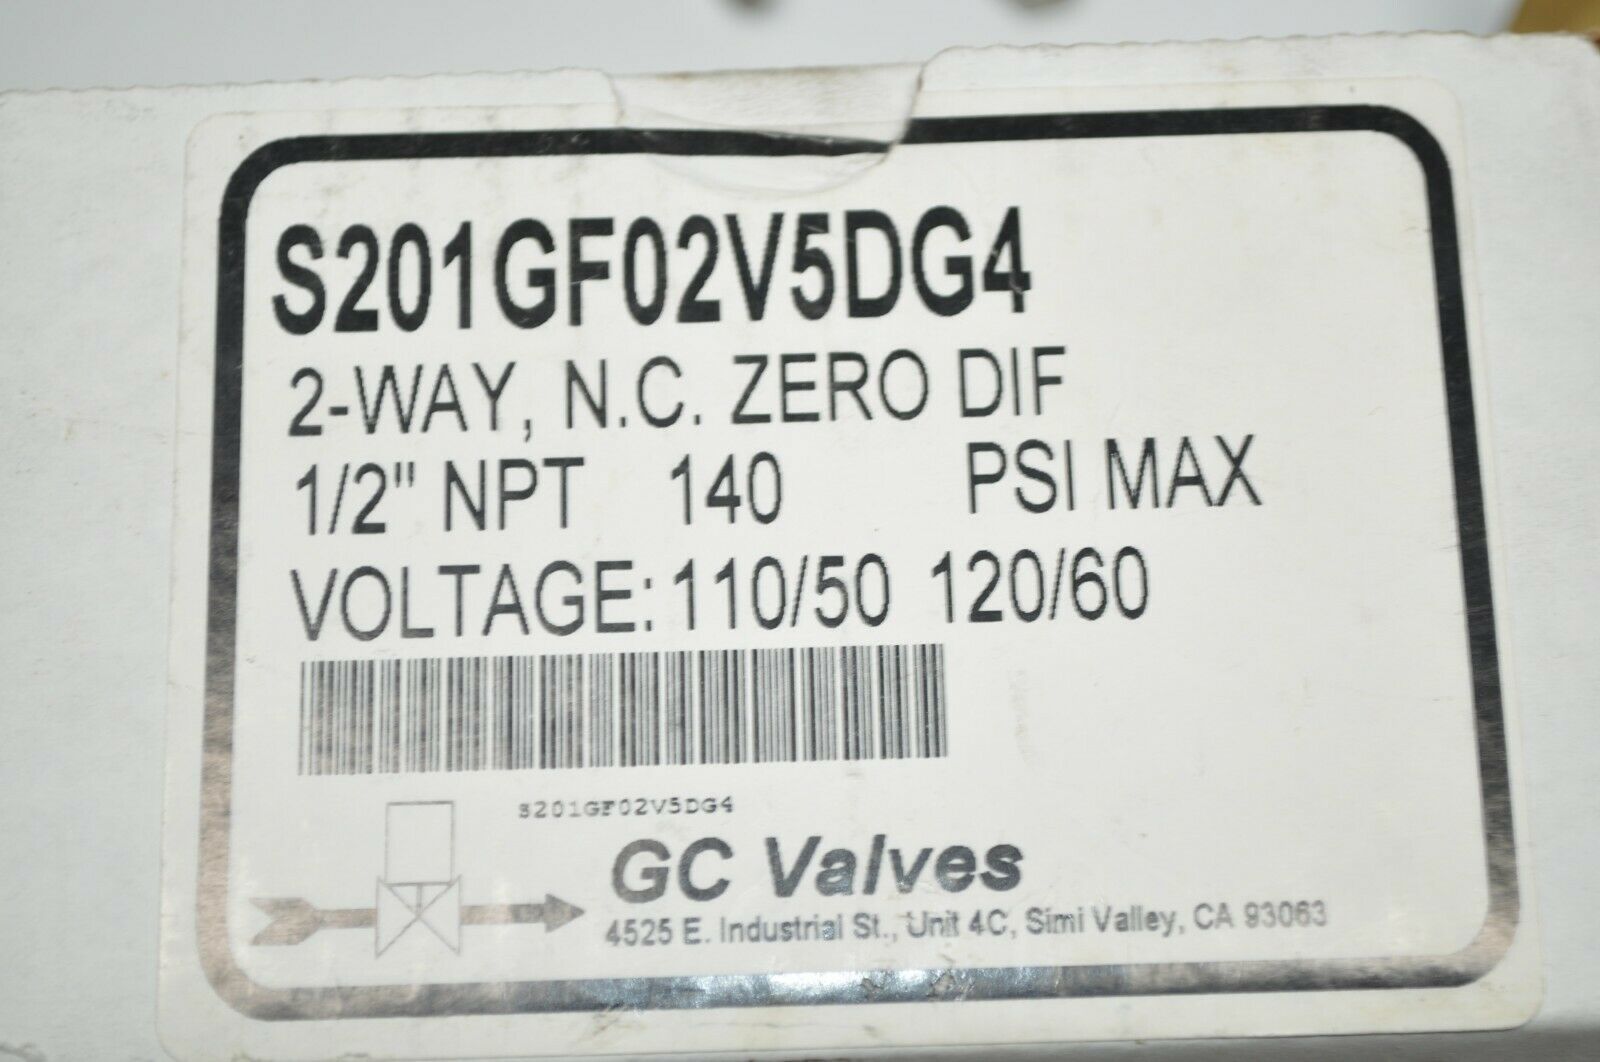 S201GF02V5DG4
2-WAY, N.C. ZERO DIF
1/2" NPT 140 PSI MAX
VOLTAGE: 110/50 120/60
S201GF02V5DG4
GC Valves
4525 E. Industrial St., Unit 4C, Simi Valley, CA 93063